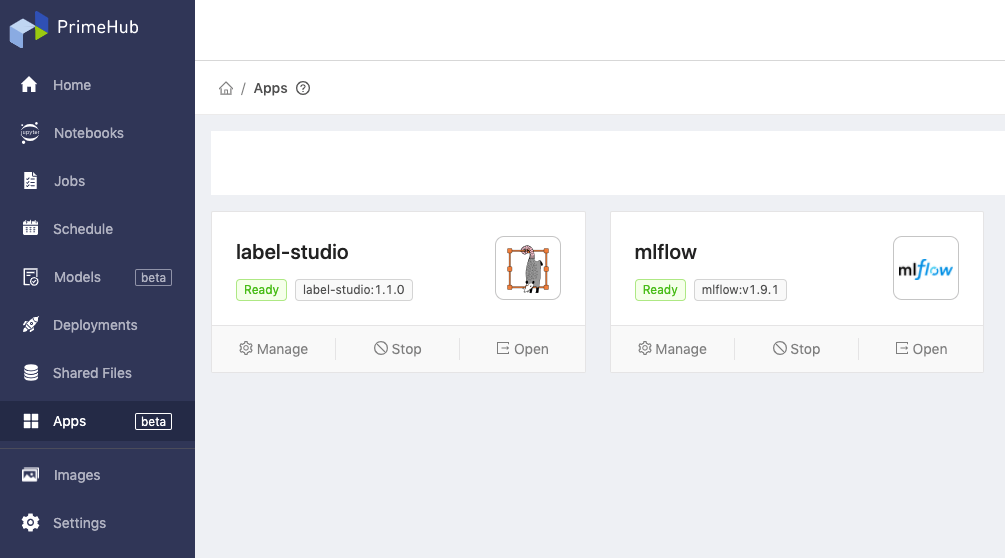 PrimeHub
Home
Notebooks
Jobs
Schedule
Models beta
Deployments
Shared Files
Apps beta
Images
Settings
/ Apps
label-studio
Ready label-studio:1.1.0
Manage Stop Open
mlflow
mlflow
Ready mlflow:v1.9.1
Manage Stop Open